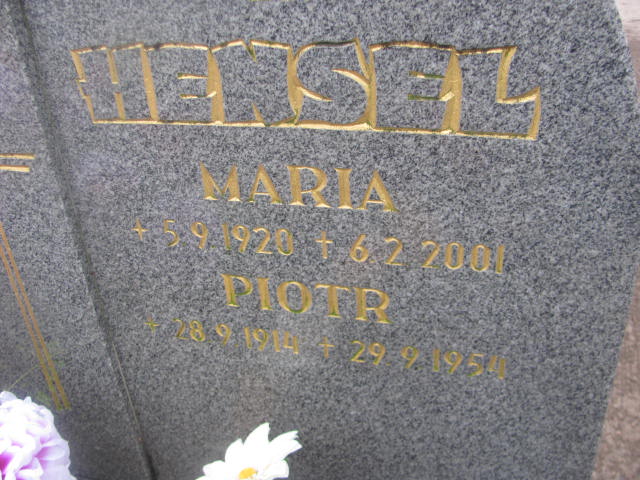 HENSEL
MARIA
+ 5 9 1920 † 6 2 2001
PIOTR
+ 28 9 1914 † 29 9 1954